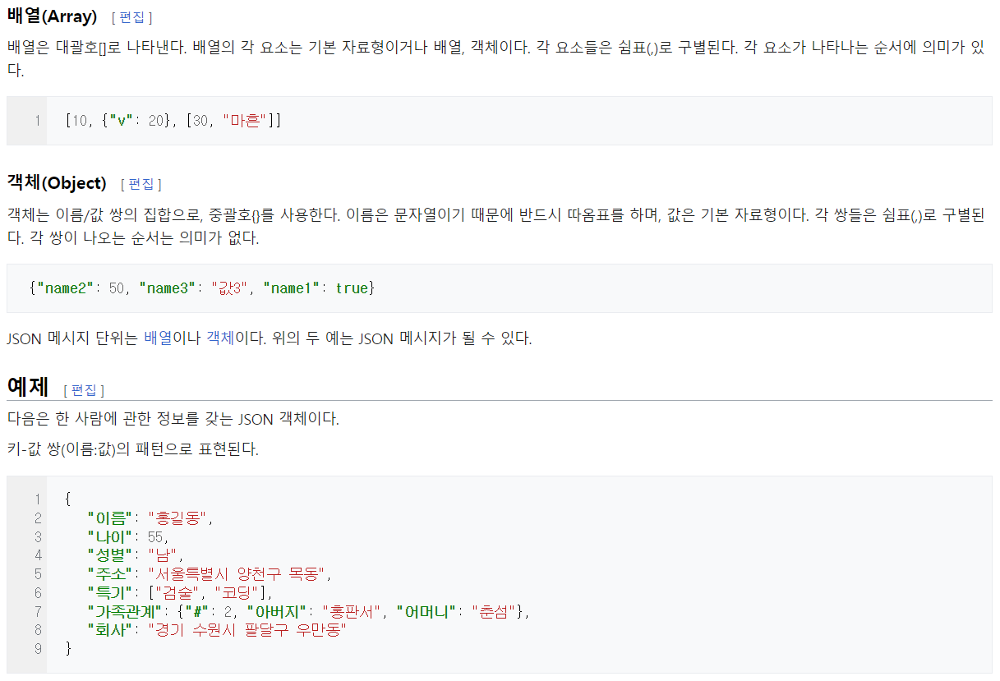 배열(Array) [ 편집 ]
배열은 대괄호[]로 나타낸다. 배열의 각 요소는 기본 자료형이거나 배열, 객체이다. 각 요소들은 쉼표(,)로 구별된다. 각 요소가 나타나는 순서에 의미가 있
다.
1 [10, {"v": 20}, [30, "마흔"]]
객체(Object) [ 편집 ]
객체는 이름/값 쌍의 집합으로, 중괄호{}를 사용한다. 이름은 문자열이기 때문에 반드시 따옴표를 하며, 값은 기본 자료형이다. 각 쌍들은 쉼표(,)로 구별된
다. 각 쌍이 나오는 순서는 의미가 없다.
{"name2": 50, "name3": "값3", "name1": true}
JSON 메시지 단위는 배열이나 객체이다. 위의 두 예는 JSON 메시지가 될 수 있다.
예제 [ 편집 ]
다음은 한 사람에 관한 정보를 갖는 JSON 객체이다.
키-값 쌍(이름:값)의 패턴으로 표현된다.
1 {
2 "이름": "홍길동",
3 "나이": 55,
4 "성별": "남",
5 "주소": "서울특별시 양천구 목동",
6 "특기": ["검술", "코딩"],
7 "가족관계": {"#": 2, "아버지": "홍판서", "어머니": "춘섬"},
8 "회사": "경기 수원시 팔달구 우만동"
9 }